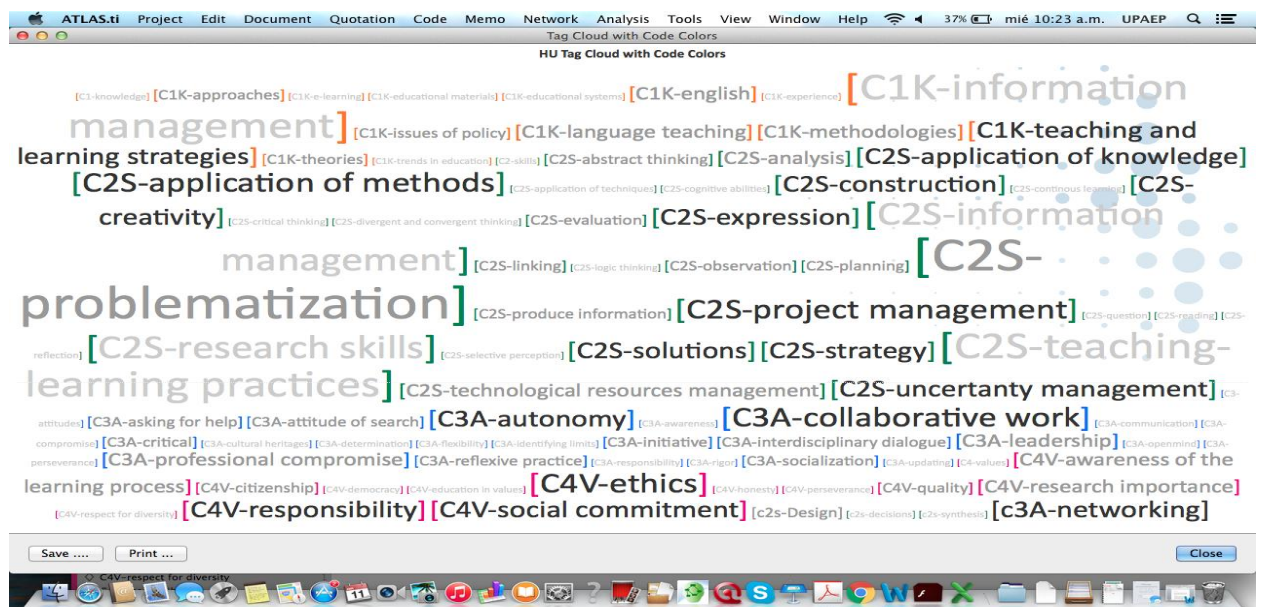 ATLAS.ti Project Edit Document Quotation Code Memo Network Analysis Tools View Window Help 37% mié 10:23 a.m. UPAEP
Tag Cloud with Code Colors
HU Tag Cloud with Code Colors
[C1-knowledge] [C1K-approaches] [C1K-e-learning] [C1K-educational materials] [C1K-educational systems] [C1K-english] [C1K-experience] [C1K-information
management] [C1K-issues of policy] [C1K-language teaching] [C1K-methodologies] [C1K-teaching and
learning strategies] [C1K-theories] [C1K-trends in education] [C2-skills] [C2S-abstract thinking] [C2S-analysis] [C2S-application of knowledge]
[C2S-application of methods] [C2S-application of techniques] [C2S-cognitive abilities] [C2S-construction] [C2S-continous learning] [C2S-
creativity] [C2S-critical thinking] [C2S-divergent and convergent thinking] [C2S-evaluation] [C2S-expression] [C2S-information
management] [C2S-linking] [C2S-logic thinking] [C2S-observation] [C2S-planning] [C2S-
problematization] [C2S-produce information] [C2S-project management] [C2S-question] [C2S-reading] [C2S-
reflection] [C2S-research skills] [C2S-selective perception] [C2S-solutions] [C2S-strategy] [C2S-teaching-
learning practices] [C2S-technological resources management] [C2S-uncertanty management] [C3-
attitudes] [C3A-asking for help] [C3A-attitude of search] [C3A-autonomy] [C3A-awareness] [C3A-collaborative work] [C3A-communication] [C3A-
compromise] [C3A-critical] [C3A-cultural heritages] [C3A-determination] [C3A-flexibility] [C3A-identifying limits] [C3A-initiative] [C3A-interdisciplinary dialogue] [C3A-leadership] [C3A-openmind] [C3A-
perseverance] [C3A-professional compromise] [C3A-reflexive practice] [C3A-responsibility] [C3A-rigor] [C3A-socialization] [C3A-updating] [C4-values] [C4V-awareness of the
learning process] [C4V-citizenship] [C4V-democracy] [C4V-education in values] [C4V-ethics] [C4V-honesty] [C4V-perseverance] [C4V-quality] [C4V-research importance]
[C4V-respect for diversity] [C4V-responsibility] [C4V-social commitment] [c2s-Design] [c2s-decisions] [c2s-synthesis] [c3A-networking]
Save .... Print ... Close
C4V-respect for diversity